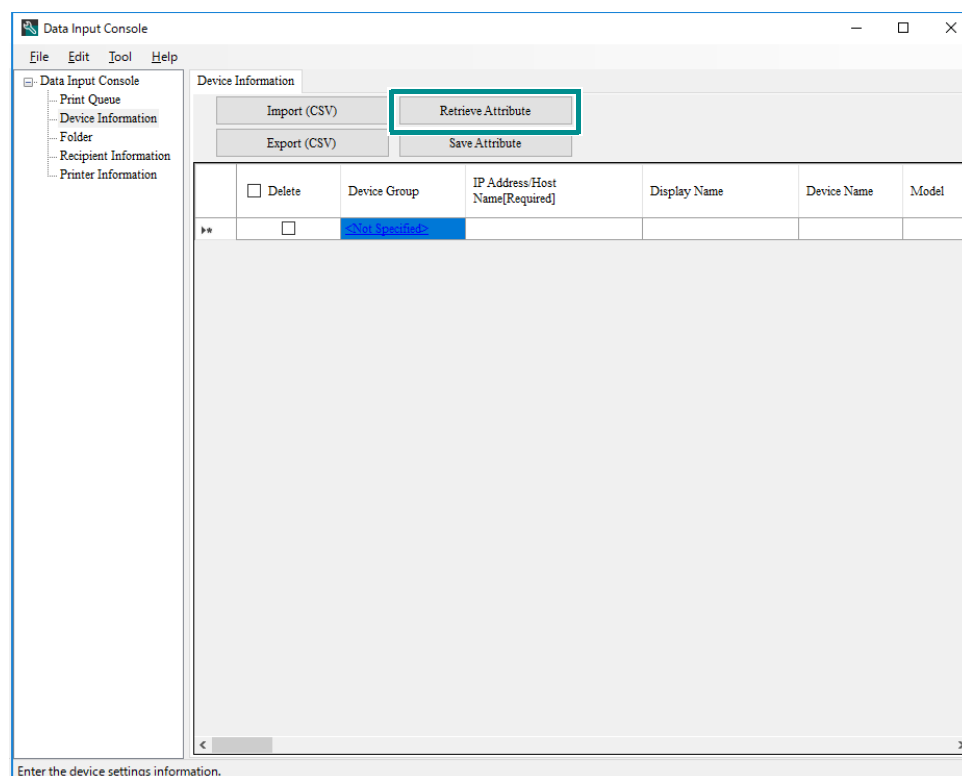 Data Input Console
File Edit Tool Help
Data Input Console
Print Queue
Device Information
Folder
Recipient Information
Printer Information
Device Information
Import (CSV) Retrieve Attribute
Export (CSV) Save Attribute
Delete Device Group IP Address/Host Name[Required] Display Name Device Name Model
<Not Specified>
Enter the device settings information.